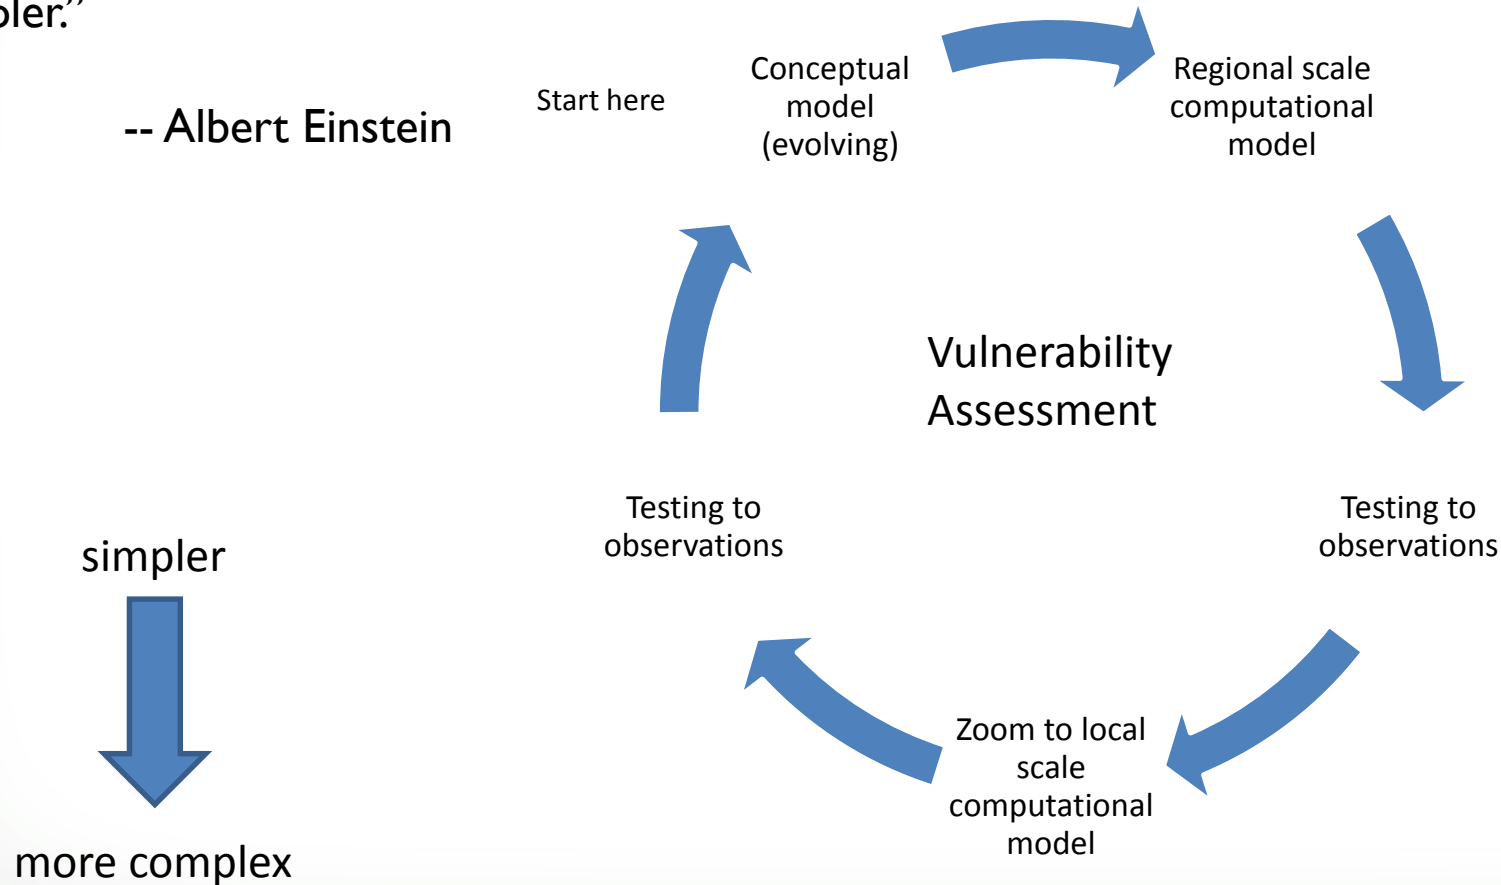 -- Albert Einstein
Start here
Conceptual
model
(evolving)
Regional scale
computational
model
Vulnerability
Assessment
Testing to
observations
Testing to
observations
Zoom to local
scale
computational
model
simpler
more complex